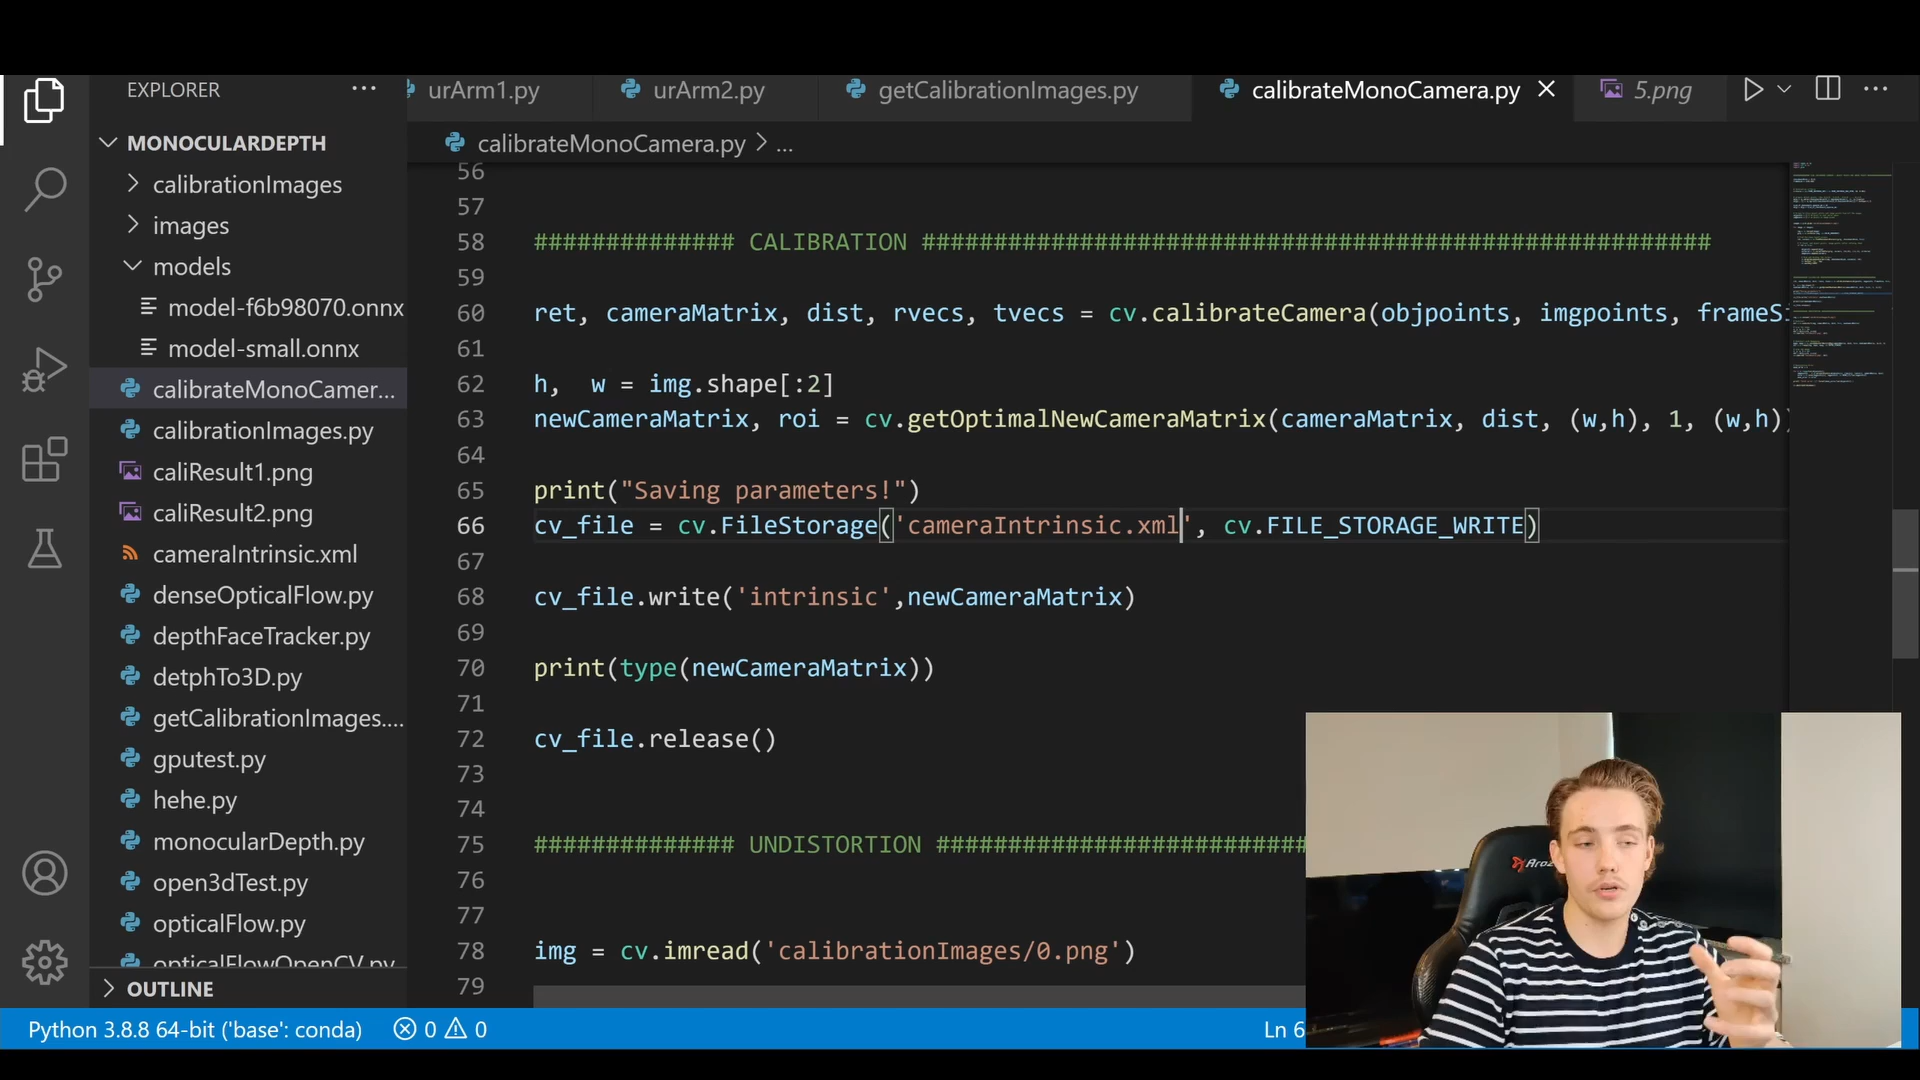 EXPLORER
urArm1.py
urArm2.py
getCalibrationImages.py
calibrateMonoCamera.py
5.png
MONOCULARDEPTH
calibrateMonoCamera.py > ...
calibrationImages
images
models
model-f6b98070.onnx
model-small.onnx
calibrateMonoCamer...
calibrationImages.py
caliResult1.png
caliResult2.png
cameraIntrinsic.xml
denseOpticalFlow.py
depthFaceTracker.py
detphTo3D.py
getCalibrationImages....
gputest.py
hehe.py
monocularDepth.py
open3dTest.py
opticalFlow.py
opticalFlowOpenCV.py
OUTLINE
56
57
58 ############## CALIBRATION #######################################################
59
60 ret, cameraMatrix, dist, rvecs, tvecs = cv.calibrateCamera(objpoints, imgpoints, frameSi
61
62 h,  w = img.shape[:2]
63 newCameraMatrix, roi = cv.getOptimalNewCameraMatrix(cameraMatrix, dist, (w,h), 1, (w,h))
64
65 print("Saving parameters!")
66 cv_file = cv.FileStorage('cameraIntrinsic.xml', cv.FILE_STORAGE_WRITE)
67
68 cv_file.write('intrinsic',newCameraMatrix)
69
70 print(type(newCameraMatrix))
71
72 cv_file.release()
73
74
75 ############## UNDISTORTION ##########################
76
77
78 img = cv.imread('calibrationImages/0.png')
79
Python 3.8.8 64-bit ('base': conda)
0
0
Ln 6